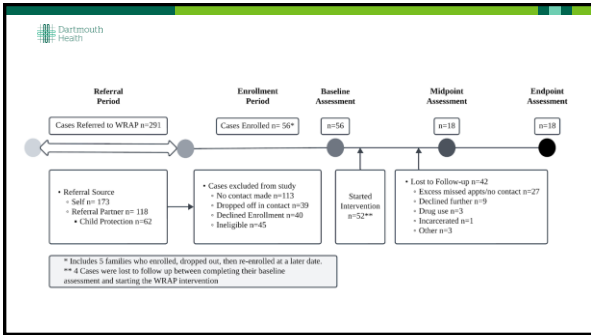 Dartmouth
Health
Referral
Period
Enrollment
Period
Baseline
Assessment
Midpoint
Assessment
Endpoint
Assessment
Cases Referred to WRAP n=291
Cases Enrolled n= 56*
n=56
n=18
n=18
• Referral Source
◦ Self n= 173
◦ Referral Partner n= 118
• Child Protection n=62
• Cases excluded from study
◦ No contact made n=113
◦ Dropped off in contact n=39
◦ Declined Enrollment n=40
◦ Ineligible n=45
Started
Intervention
n=52**
• Lost to Follow-up n=42
◦ Excess missed appts/no contact n=27
◦ Declined further n=9
◦ Drug use n=3
◦ Incarcerated n=1
◦ Other n=3
* Includes 5 families who enrolled, dropped out, then re-enrolled at a later date.
** 4 Cases were lost to follow up between completing their baseline
assessment and starting the WRAP intervention